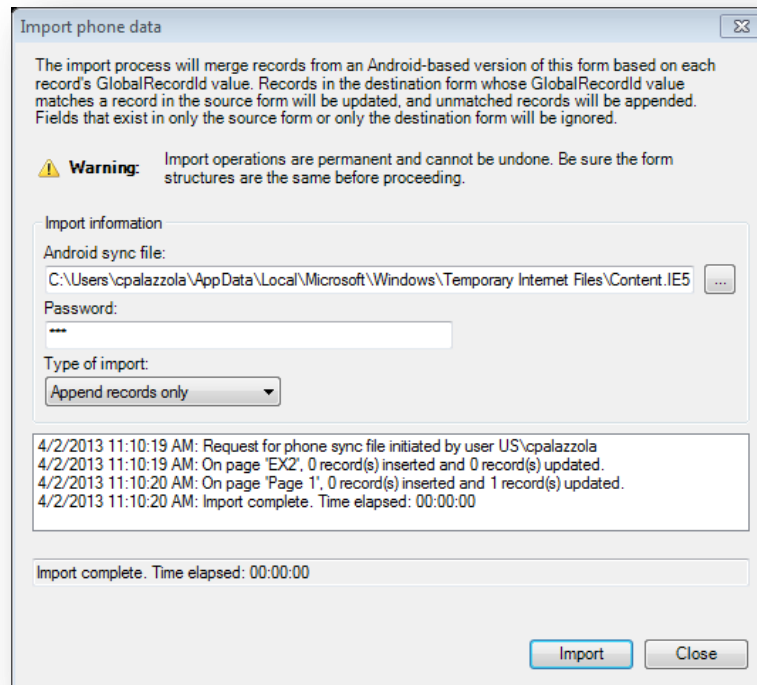 Import phone data
The import process will merge records from an Android-based version of this form based on each
record's GlobalRecordId value. Records in the destination form whose GlobalRecordId value
matches a record in the source form will be updated, and unmatched records will be appended.
Fields that exist in only the source form or only the destination form will be ignored.
Warning: Import operations are permanent and cannot be undone. Be sure the form
structures are the same before proceeding.
Import information
Android sync file:
C:\Users\cpalazzola\AppData\Local\Microsoft\Windows\Temporary Internet Files\Content.IE5 ...
Password:
***
Type of import:
Append records only
4/2/2013 11:10:19 AM: Request for phone sync file initiated by user US\cpalazzola
4/2/2013 11:10:19 AM: On page 'EX2', 0 record(s) inserted and 0 record(s) updated.
4/2/2013 11:10:20 AM: On page 'Page 1', 0 record(s) inserted and 1 record(s) updated.
4/2/2013 11:10:20 AM: Import complete. Time elapsed: 00:00:00
Import complete. Time elapsed: 00:00:00
Import Close